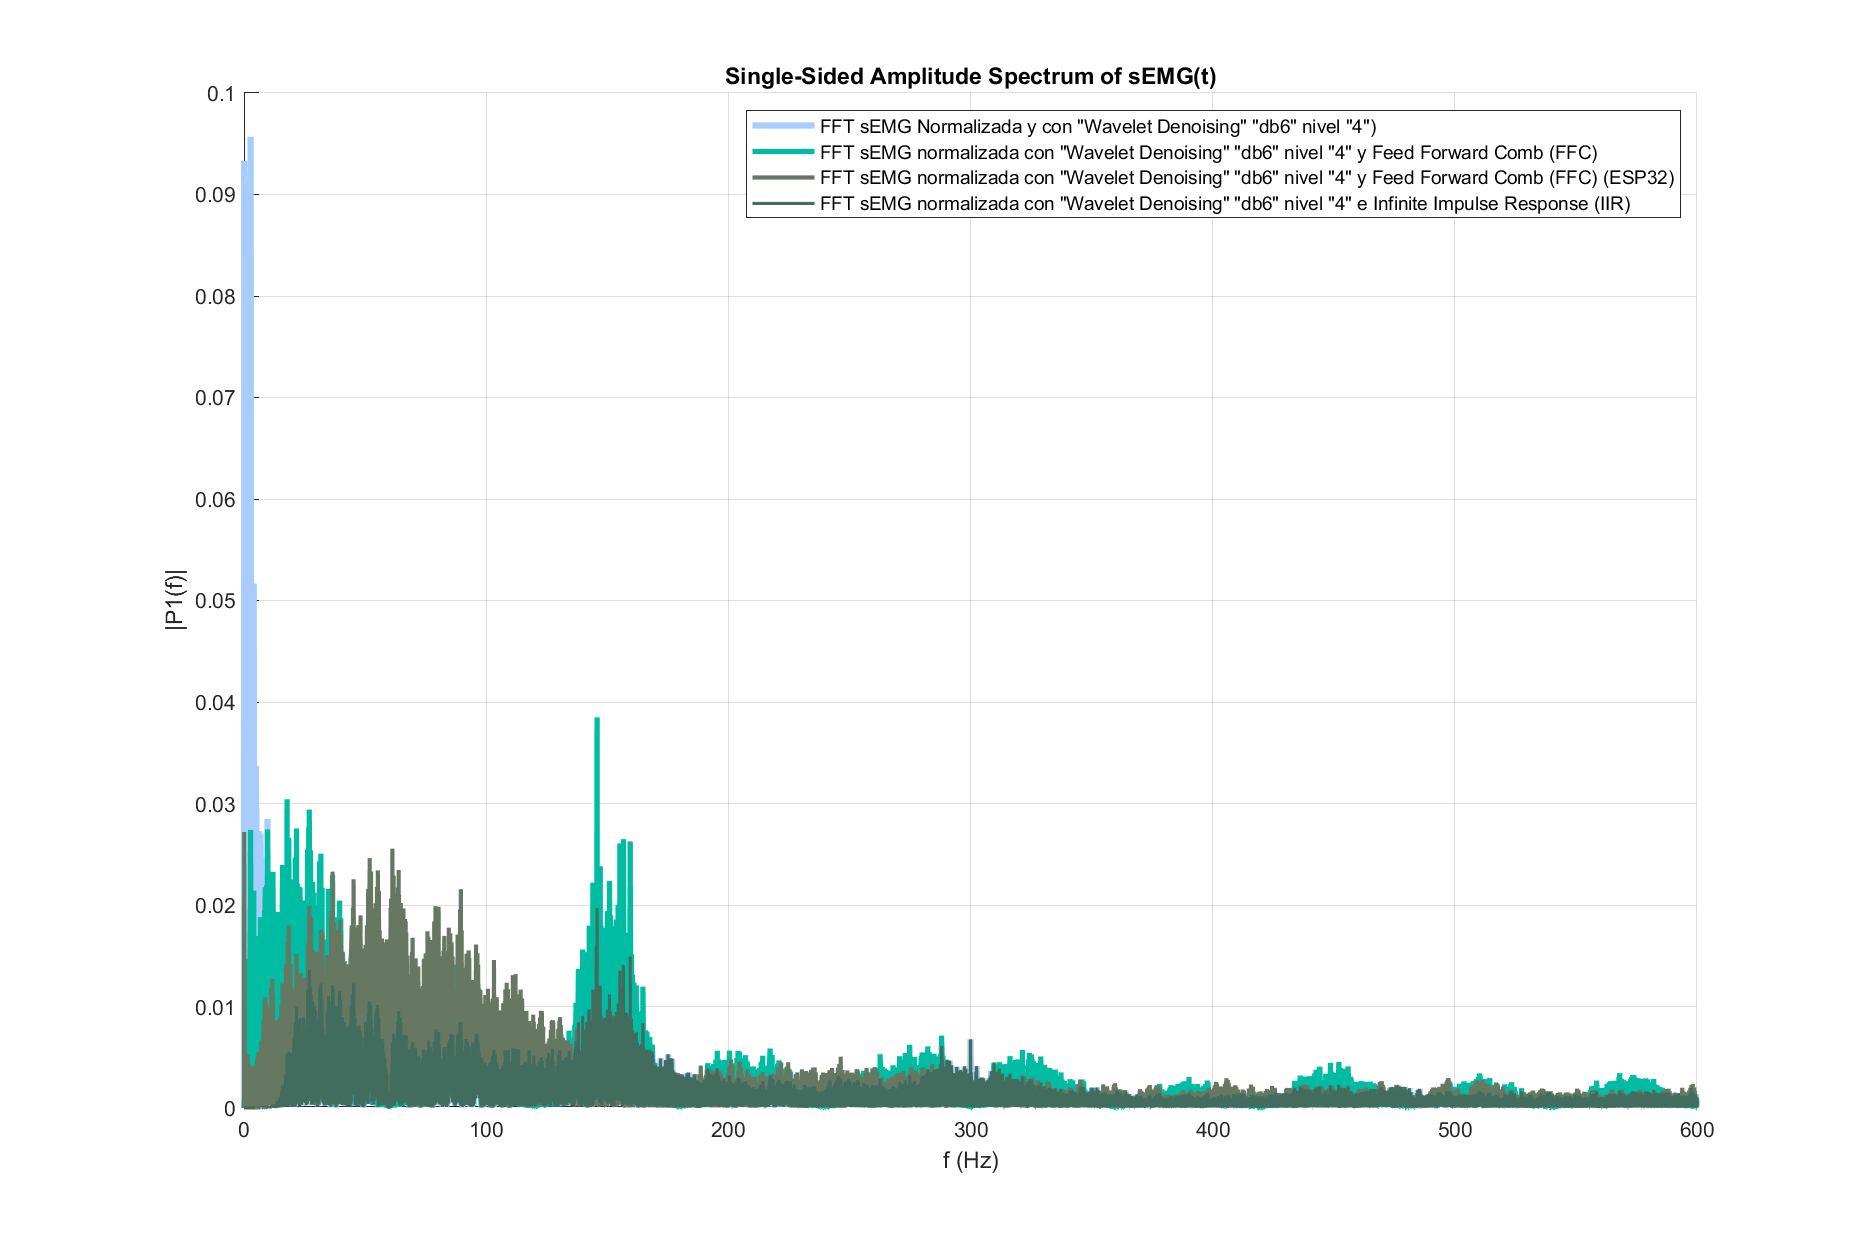 Single-Sided Amplitude Spectrum of sEMG(t)
FFT sEMG Normalizada y con "Wavelet Denoising" "db6" nivel "4")
FFT sEMG normalizada con "Wavelet Denoising" "db6" nivel "4" y Feed Forward Comb (FFC)
FFT sEMG normalizada con "Wavelet Denoising" "db6" nivel "4" y Feed Forward Comb (FFC) (ESP32)
FFT sEMG normalizada con "Wavelet Denoising" "db6" nivel "4" e Infinite Impulse Response (IIR)
|P1(f)|
0.1
0.09
0.08
0.07
0.06
0.05
0.04
0.03
0.02
0.01
0
0 100 200 300 400 500 600
f (Hz)